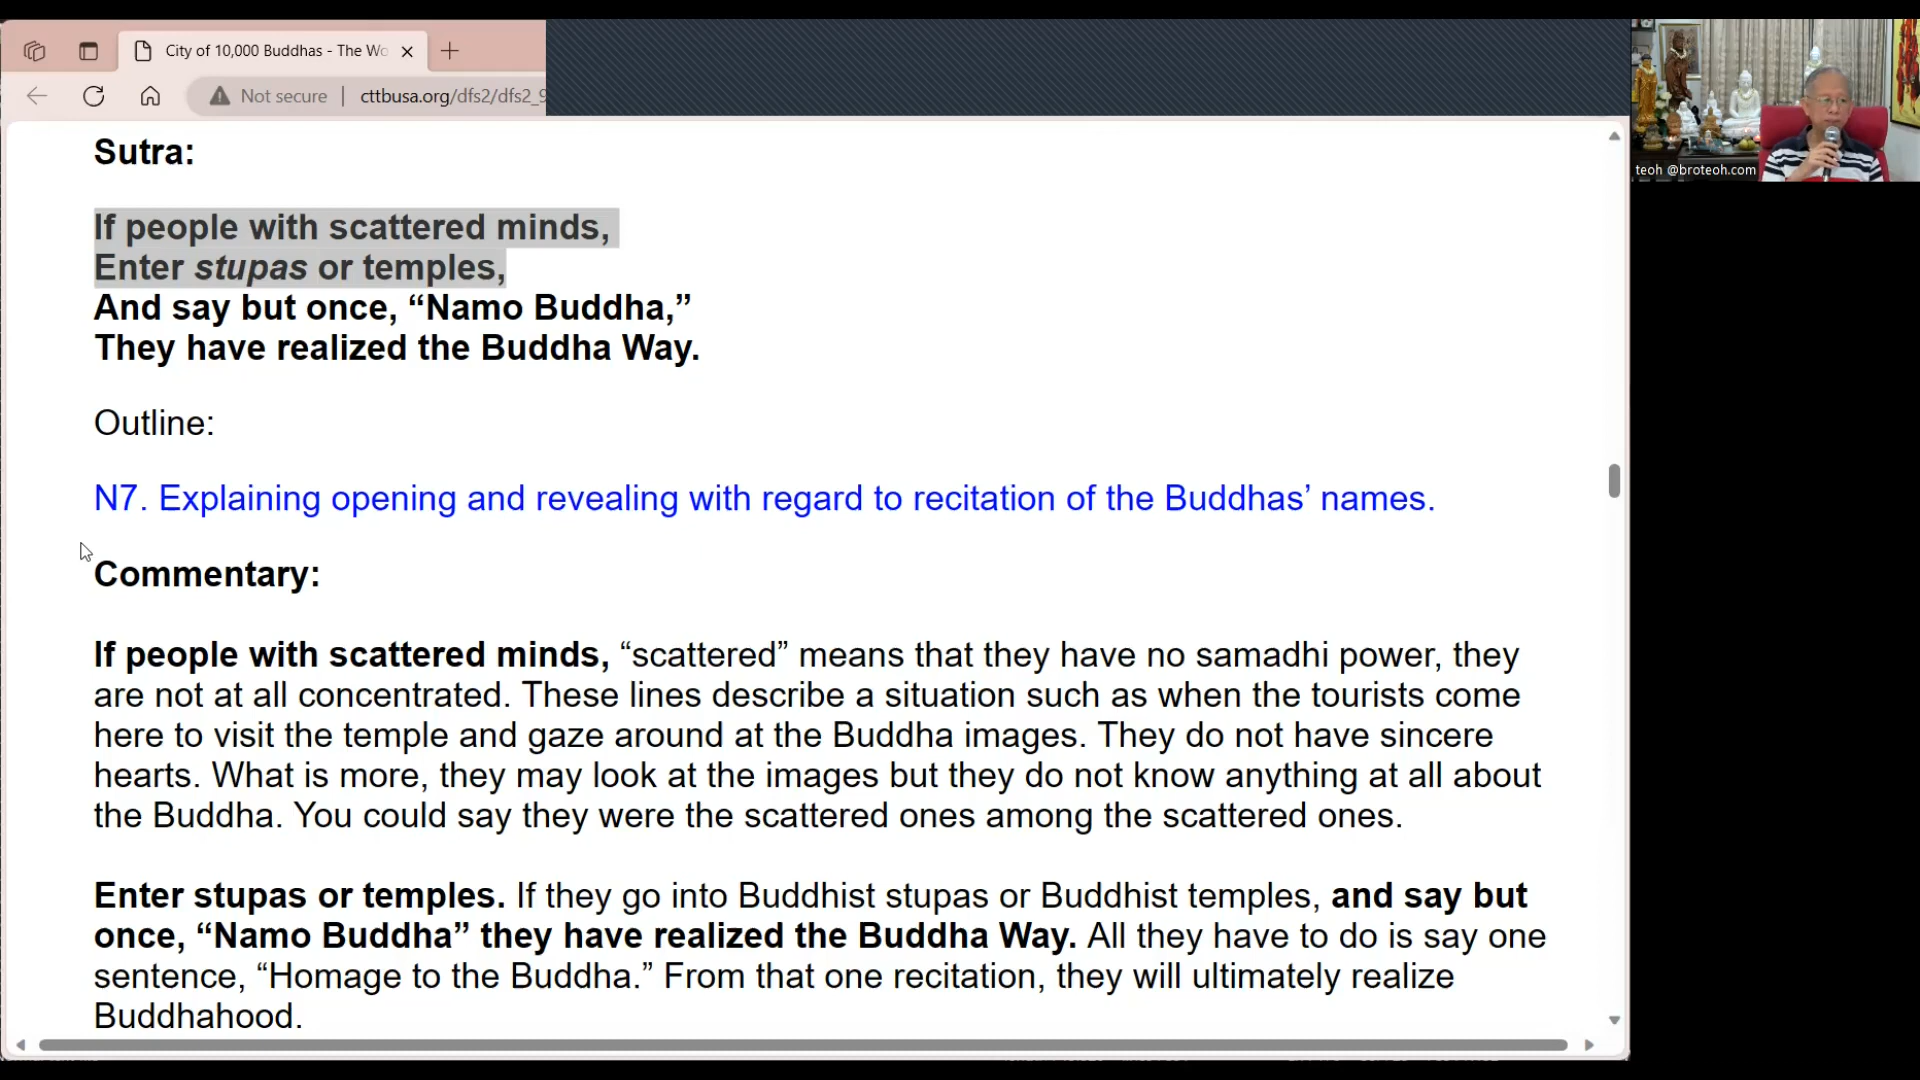 City of 10,000 Buddhas - The Wo
Not secure | cttbusa.org/dfs2/dfs2_9
teoh @broteoh.com
Sutra:
If people with scattered minds,
Enter stupas or temples,
And say but once, “Namo Buddha,”
They have realized the Buddha Way.
Outline:
N7. Explaining opening and revealing with regard to recitation of the Buddhas’ names.
Commentary:
If people with scattered minds, “scattered” means that they have no samadhi power, they
are not at all concentrated. These lines describe a situation such as when the tourists come
here to visit the temple and gaze around at the Buddha images. They do not have sincere
hearts. What is more, they may look at the images but they do not know anything at all about
the Buddha. You could say they were the scattered ones among the scattered ones.
Enter stupas or temples. If they go into Buddhist stupas or Buddhist temples, and say but
once, “Namo Buddha” they have realized the Buddha Way. All they have to do is say one
sentence, “Homage to the Buddha.” From that one recitation, they will ultimately realize
Buddhahood.